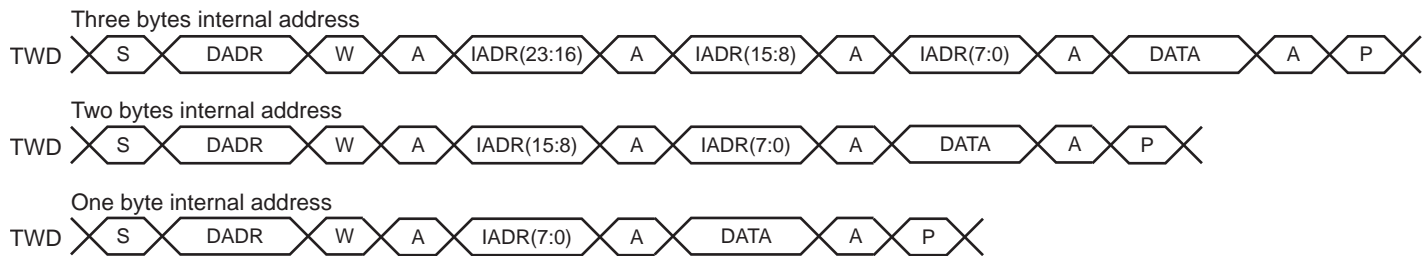 Three bytes internal address
TWD S DADR W A IADR(23:16) A IADR(15:8) A IADR(7:0) A DATA A P
Two bytes internal address
TWD S DADR W A IADR(15:8) A IADR(7:0) A DATA A P
One byte internal address
TWD S DADR W A IADR(7:0) A DATA A P